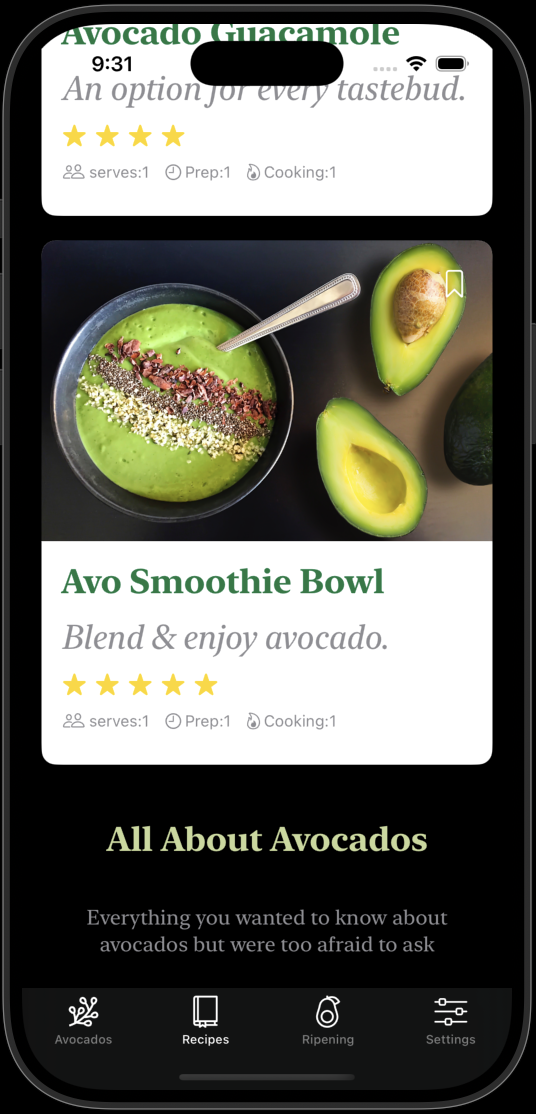 Avocado Guacamole
9:31
An option for every tastebud.
serves:1 Prep:1 Cooking:1
Avo Smoothie Bowl
Blend & enjoy avocado.
serves:1 Prep:1 Cooking:1
All About Avocados
Everything you wanted to know about
avocados but were too afraid to ask
Avocados Recipes Ripening Settings